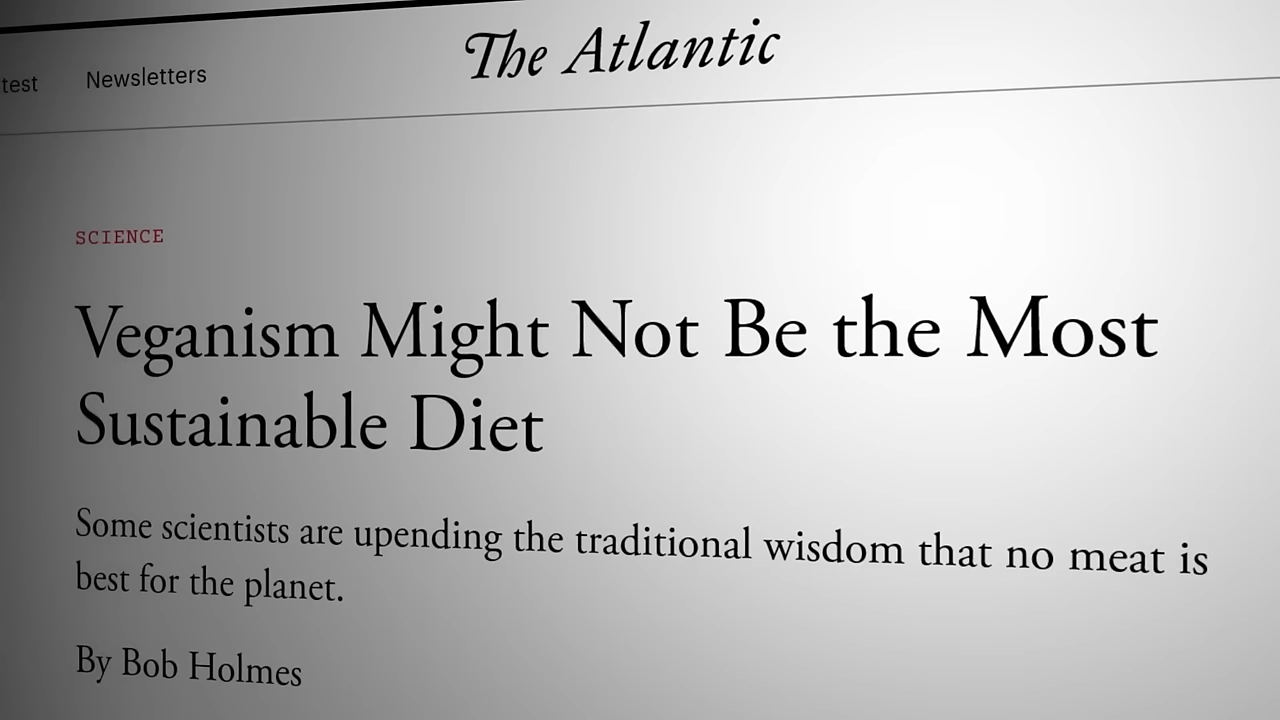 test Newsletters The Atlantic
SCIENCE
Veganism Might Not Be the Most
Sustainable Diet
Some scientists are upending the traditional wisdom that no meat is
best for the planet.
By Bob Holmes